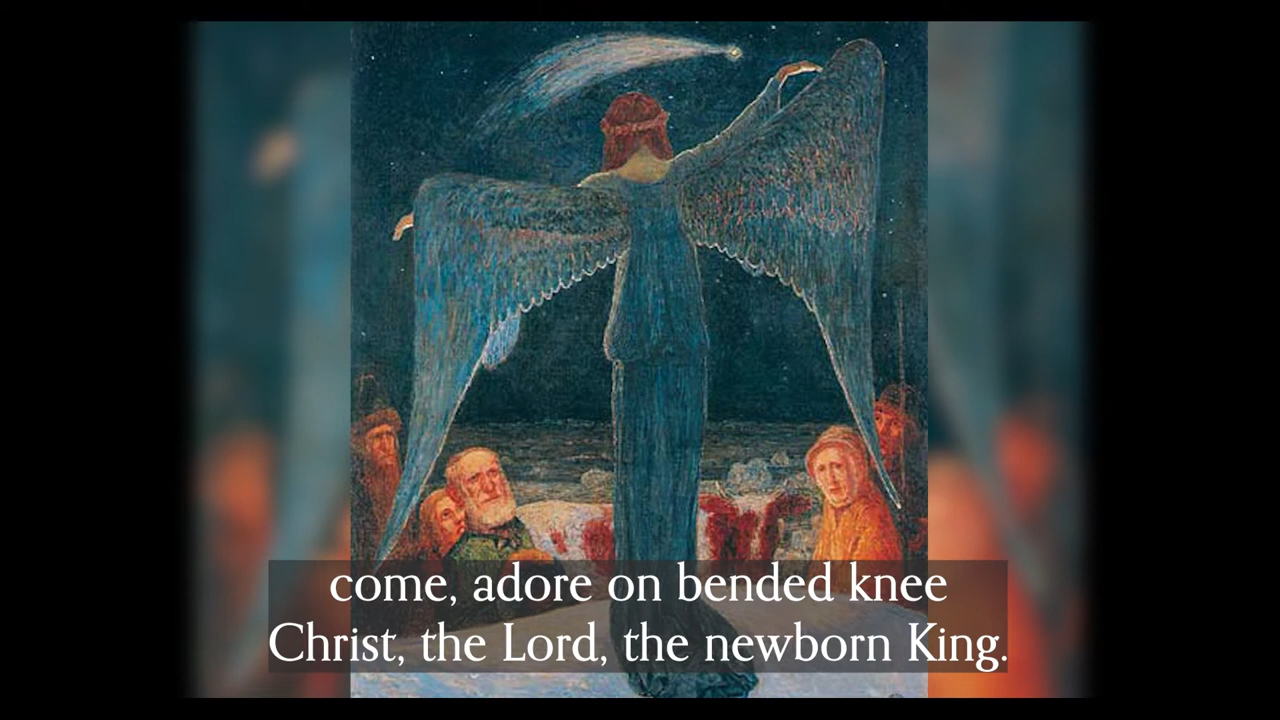 come, adore on bended knee
Christ, the Lord, the newborn King.